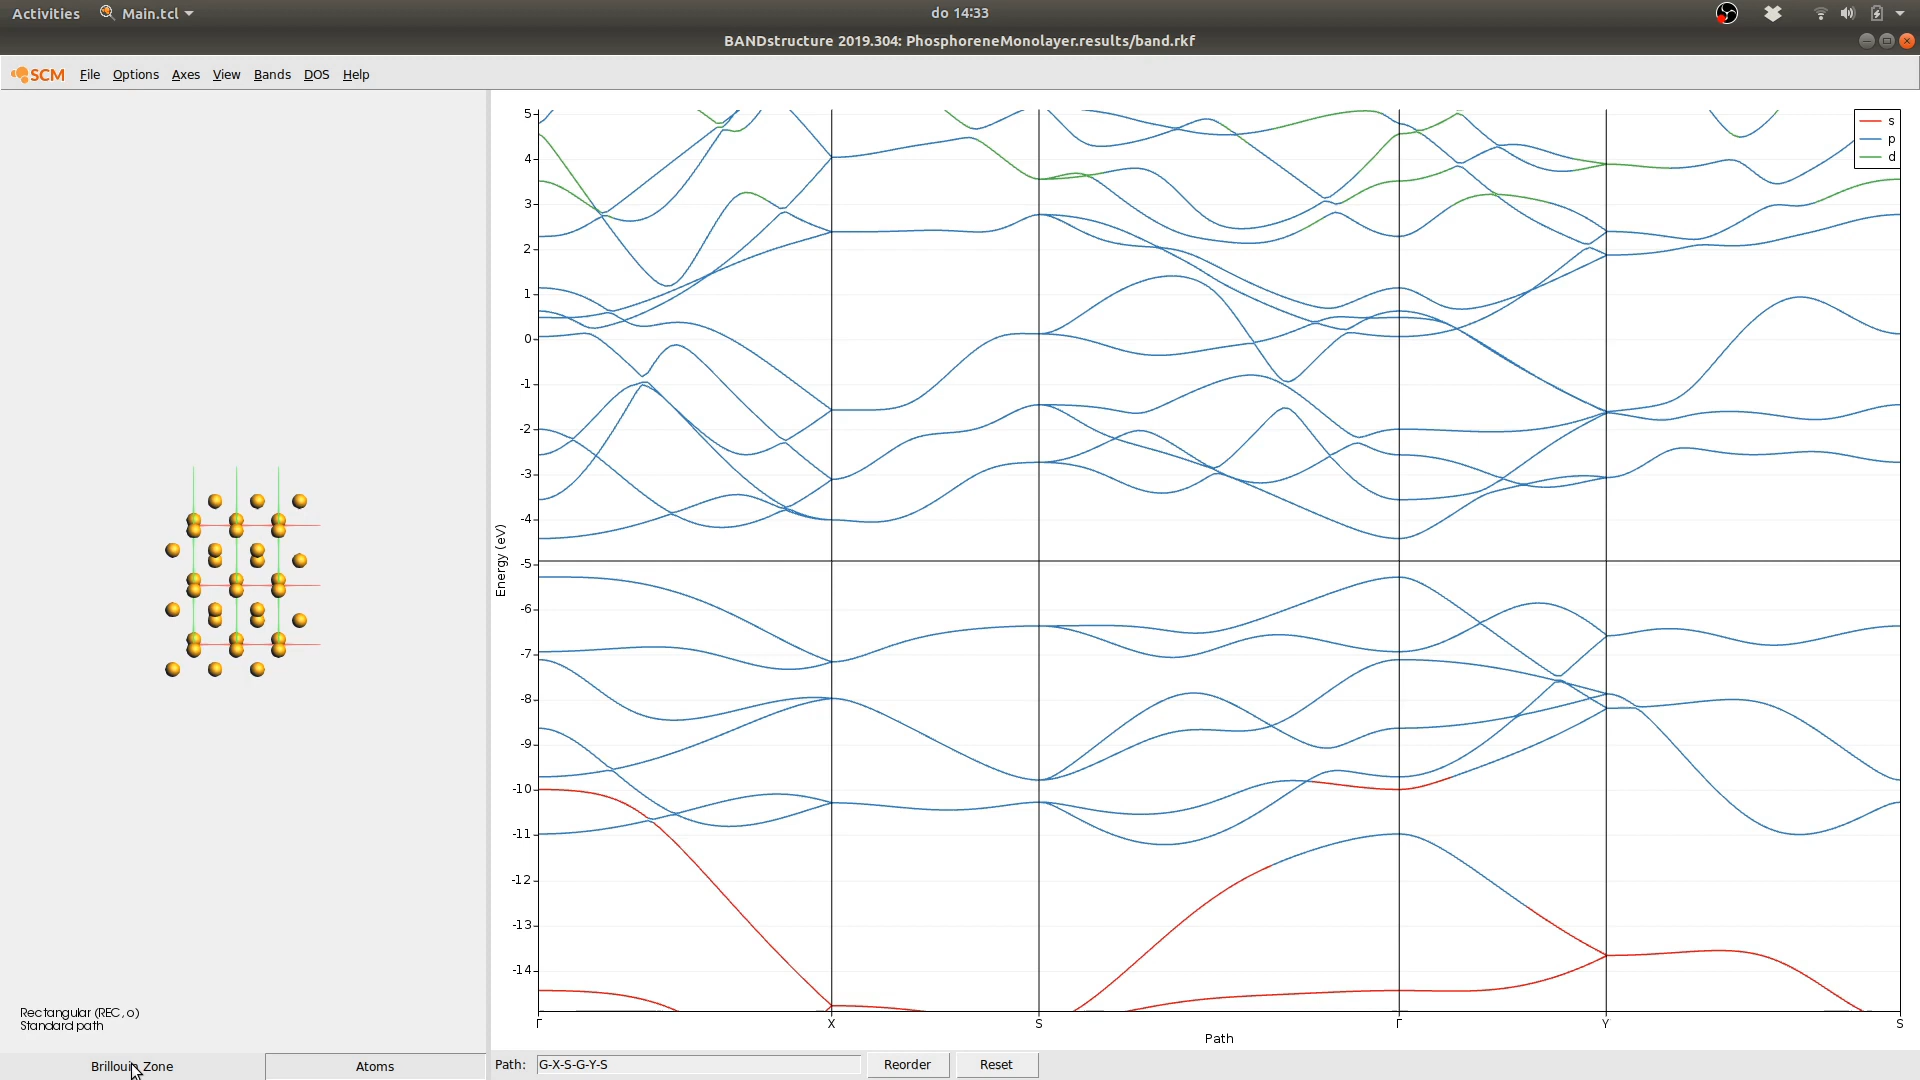 Activities Main.tcl do 14:33
BANDstructure 2019.304: PhosphoreneMonolayer.results/band.rkf
SCM File Options Axes View Bands DOS Help
5
4
3
2
1
0
-1
-2
-3
-4
-5
-6
-7
-8
-9
-10
-11
-12
-13
-14
Energy (eV)
s
p
d
Γ X S Γ Y S
Path
Rectangular (REC, o)
Standard path
Brillouin Zone Atoms
Path: G-X-S-G-Y-S Reorder Reset